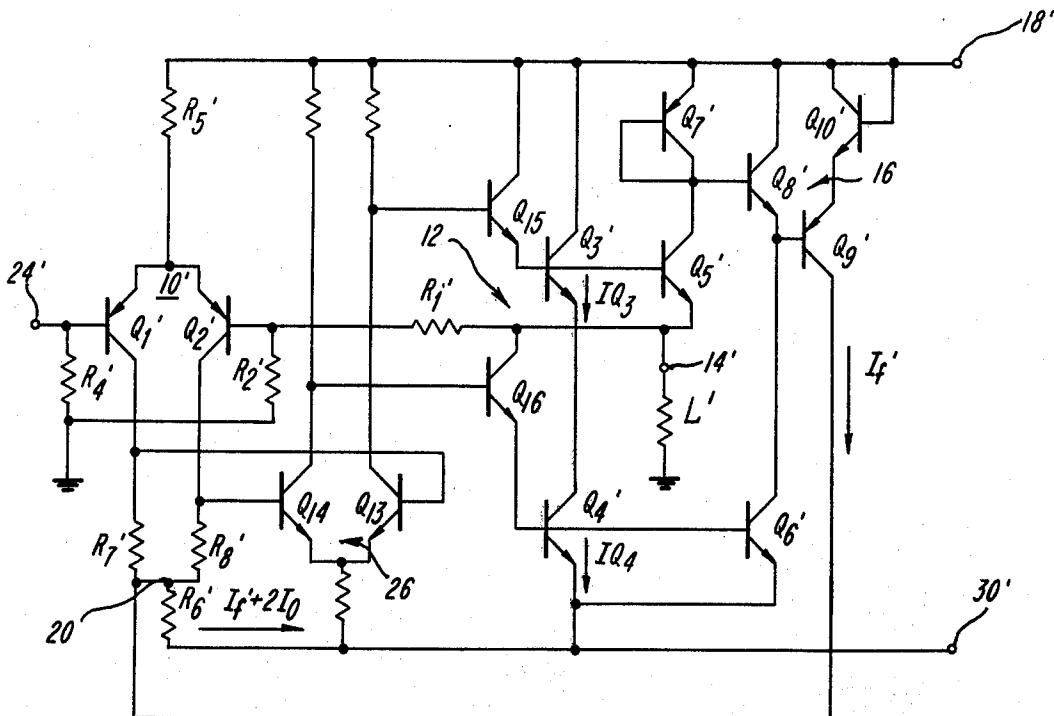 18'
R5'
Q7'
Q10'
Q8'
16
Q15
Q3'
12
Q5'
Q9'
24'
10'
R1'
IQ3
Q1'
Q2'
14'
If'
R4'
R2'
Q16
L'
Q14
Q13
Q4'
Q6'
R7'
R8'
26
IQ4
30'
20
R6'
If'+2I0